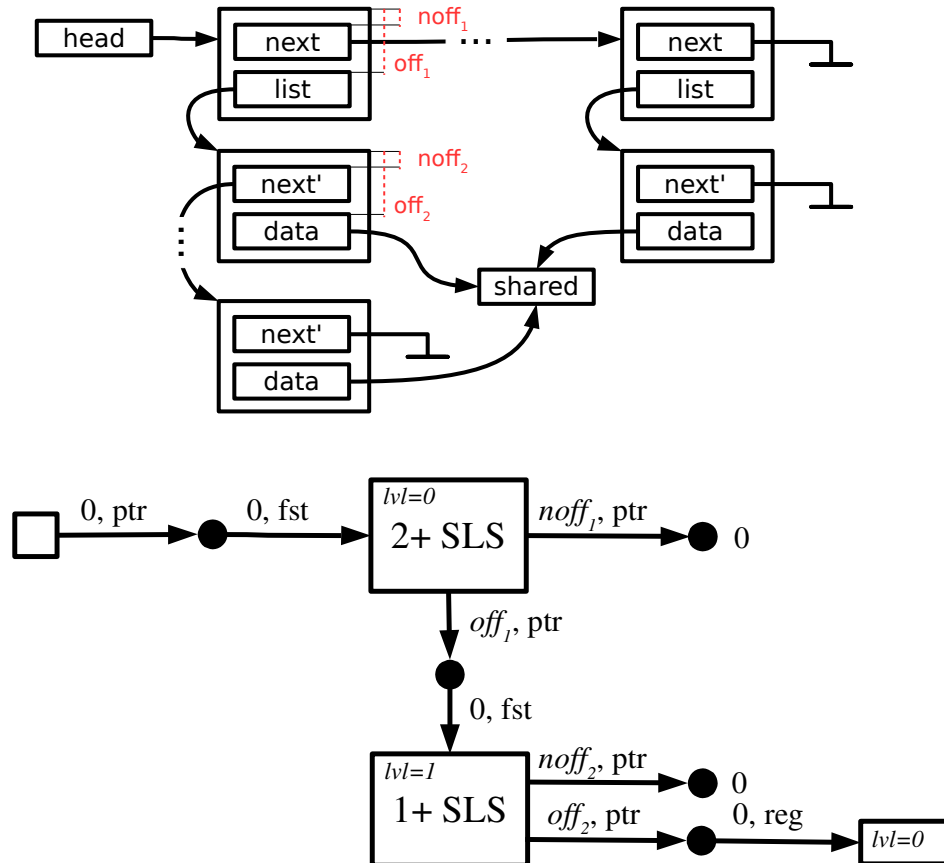 head
next
noff₁
...
next
off₁
list
list
next'
noff₂
next'
off₂
...
data
data
shared
next'
data
lvl=0
0, ptr
0, fst
2+ SLS
noff₁, ptr
0
off₁, ptr
0, fst
lvl=1
noff₂, ptr
0
1+ SLS
off₂, ptr
0, reg
lvl=0